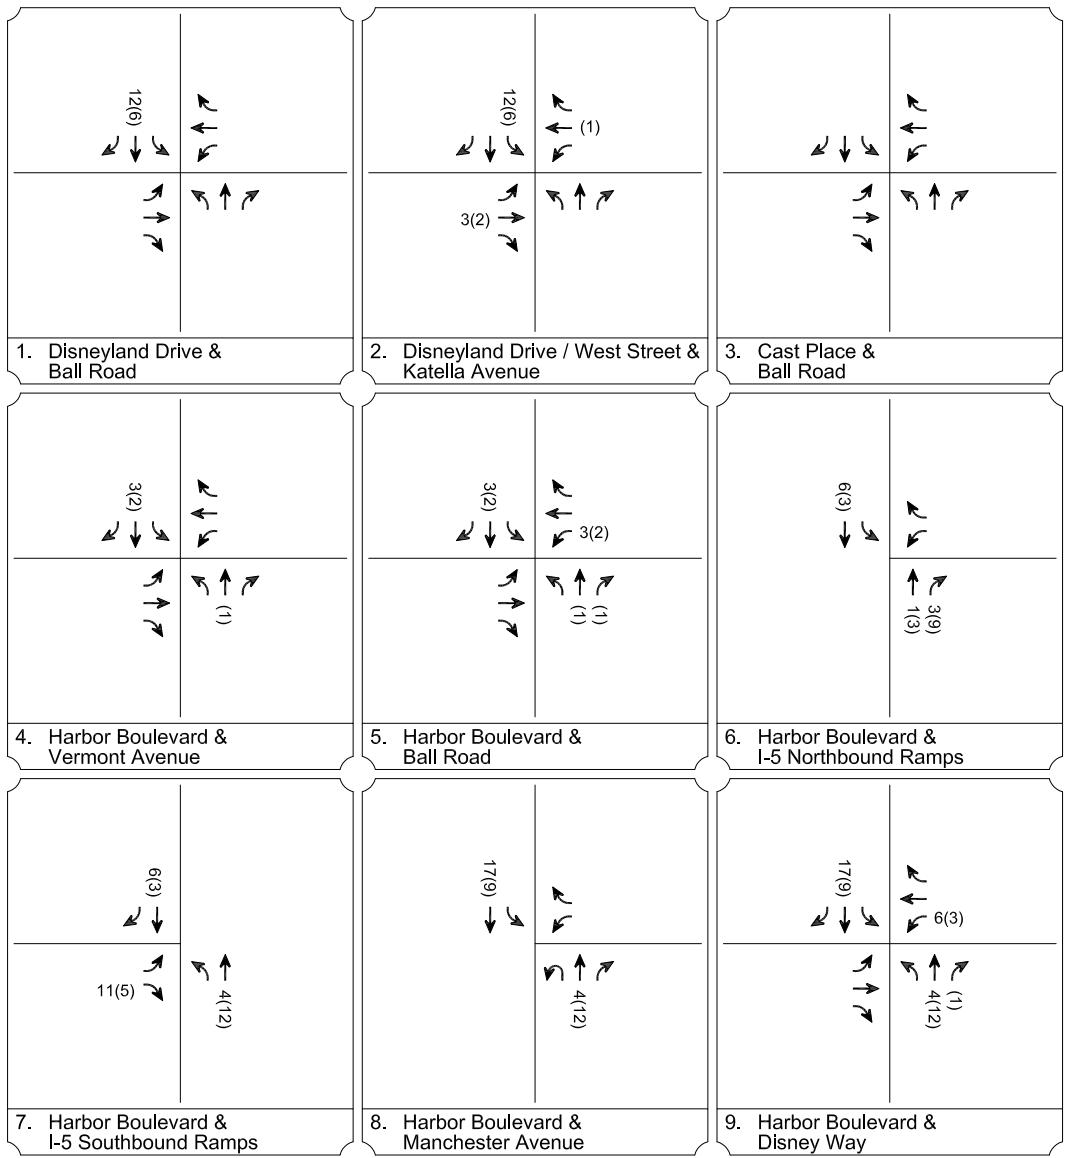 12(6)
12(6)
(1)
3(2)
1. Disneyland Drive &
Ball Road
2. Disneyland Drive / West Street &
Katella Avenue
3. Cast Place &
Ball Road
3(2)
(1)
3(2)
3(2)
(1)
(1)
6(3)
1(3)
3(9)
4. Harbor Boulevard &
Vermont Avenue
5. Harbor Boulevard &
Ball Road
6. Harbor Boulevard &
I-5 Northbound Ramps
6(3)
11(5)
4(12)
17(9)
4(12)
17(9)
6(3)
4(12)
(1)
7. Harbor Boulevard &
I-5 Southbound Ramps
8. Harbor Boulevard &
Manchester Avenue
9. Harbor Boulevard &
Disney Way